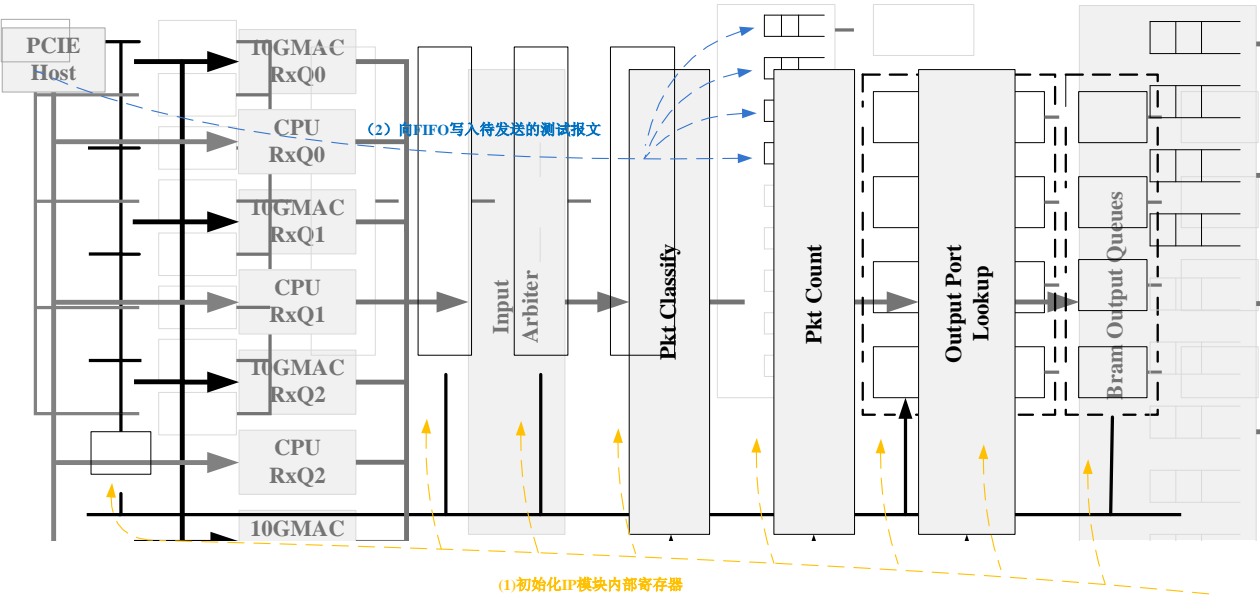 PCIE
Host
10GMAC
RxQ0
CPU
RxQ0
10GMAC
RxQ1
CPU
RxQ1
10GMAC
RxQ2
CPU
RxQ2
10GMAC
Input
Arbiter
Pkt Classify
Pkt Count
Output Port
Lookup
Bram Output Queues
（2）向FIFO写入待发送的测试报文
(1)初始化IP模块内部寄存器